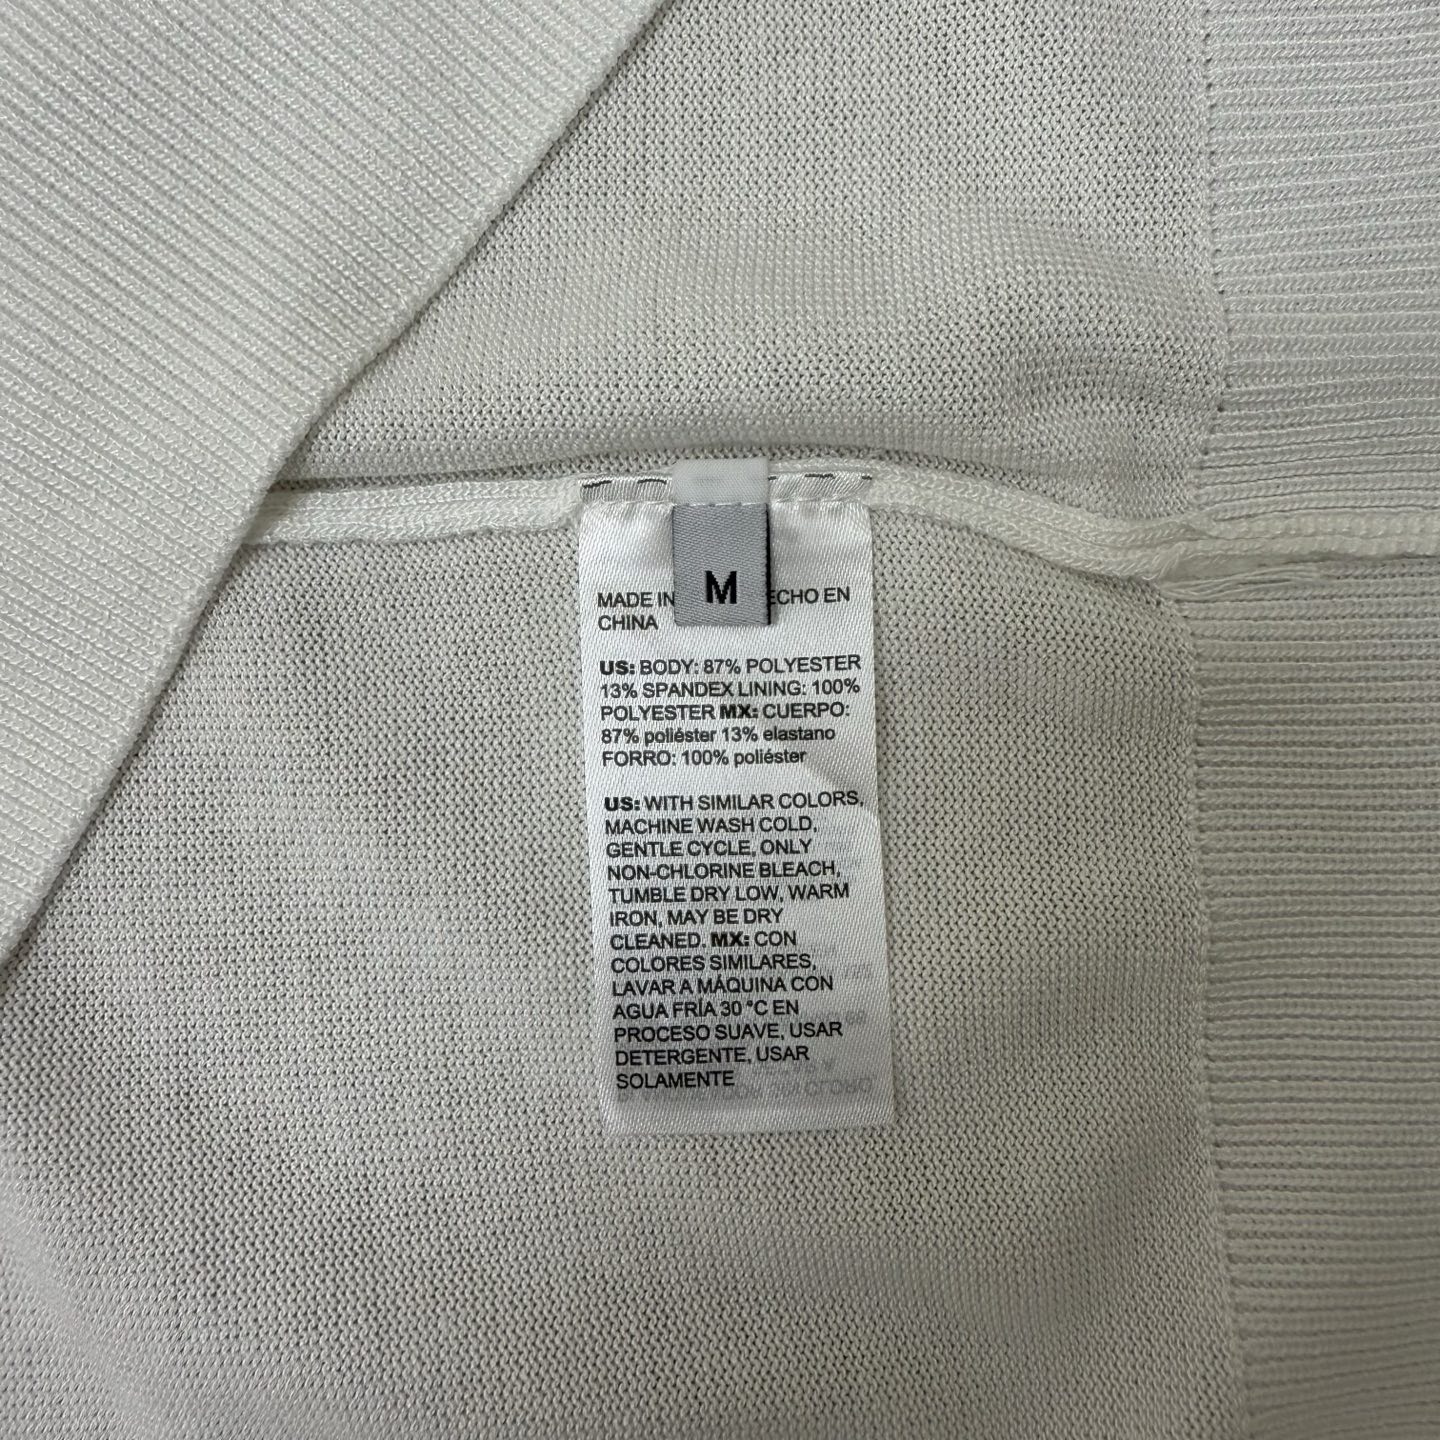 M
MADE IN ECHO EN
CHINA
US: BODY: 87% POLYESTER
13% SPANDEX LINING: 100%
POLYESTER MX: CUERPO:
87% poliéster 13% elastano
FORRO: 100% poliéster
US: WITH SIMILAR COLORS,
MACHINE WASH COLD,
GENTLE CYCLE, ONLY
NON-CHLORINE BLEACH,
TUMBLE DRY LOW, WARM
IRON, MAY BE DRY
CLEANED. MX: CON
COLORES SIMILARES,
LAVAR A MÁQUINA CON
AGUA FRÍA 30 °C EN
PROCESO SUAVE, USAR
DETERGENTE, USAR
SOLAMENTE